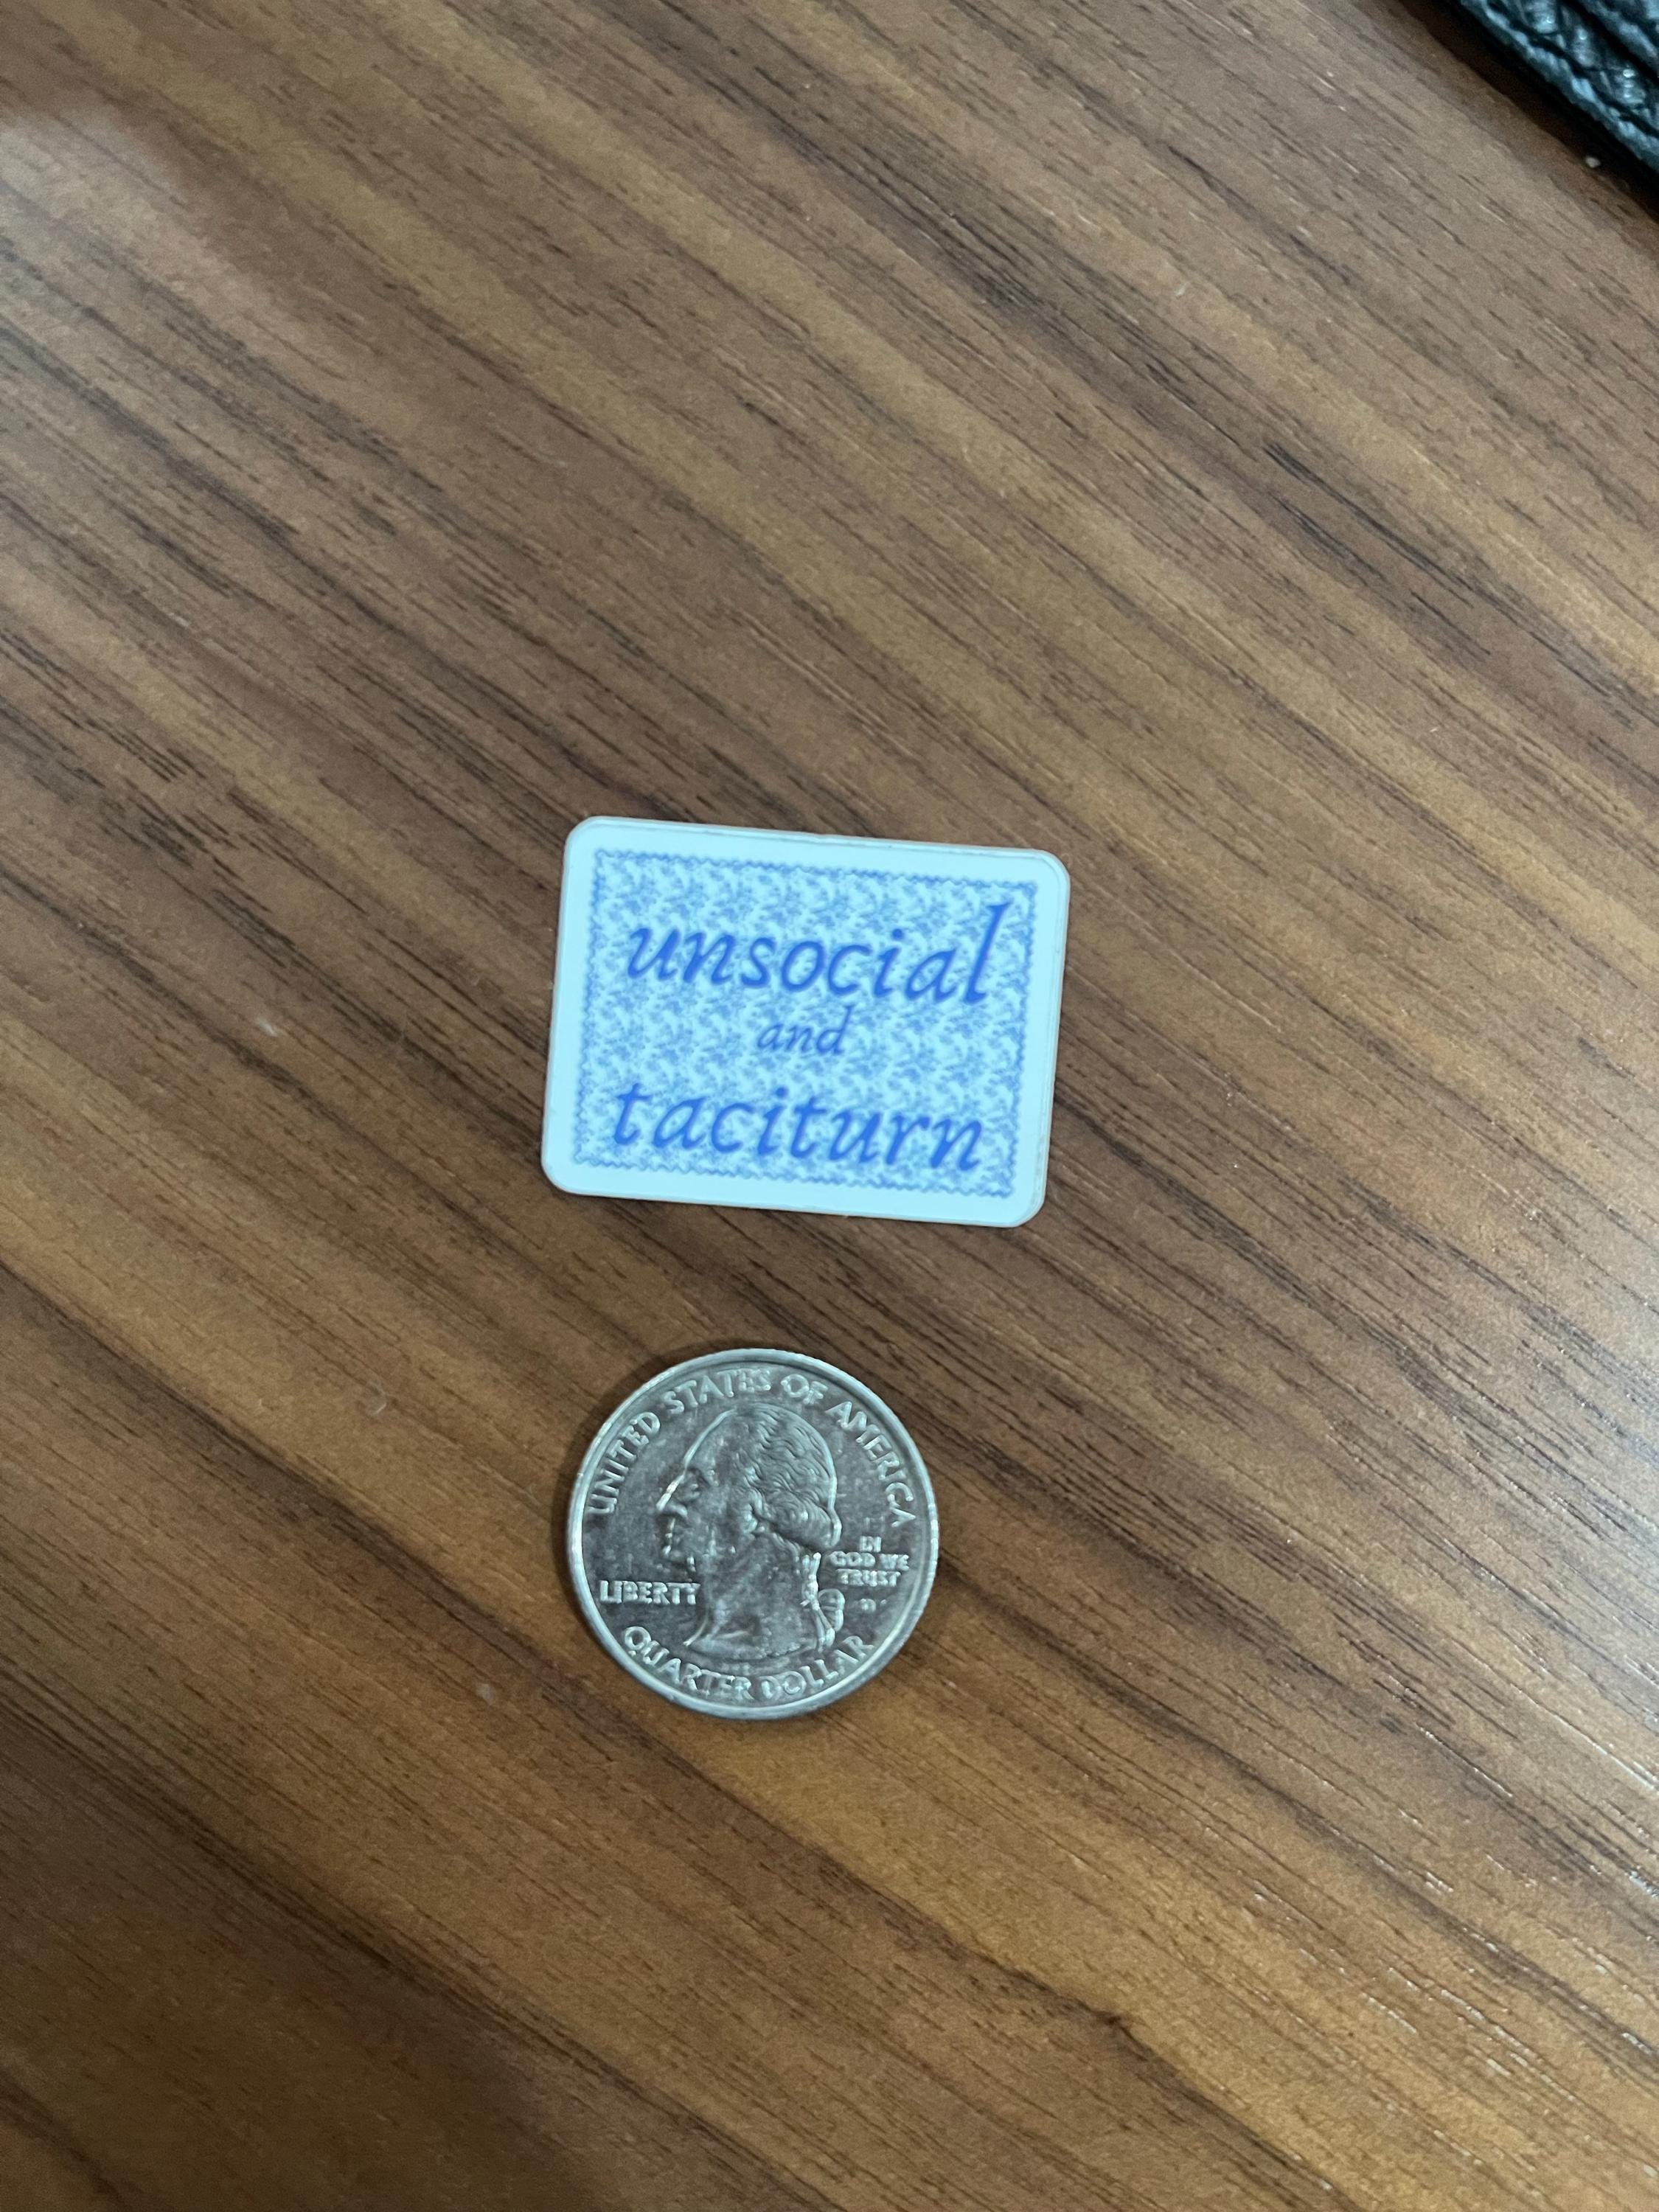 unsocial
and
taciturn
UNITED STATES OF AMERICA
LIBERTY
IN
GOD WE
TRUST
QUARTER DOLLAR